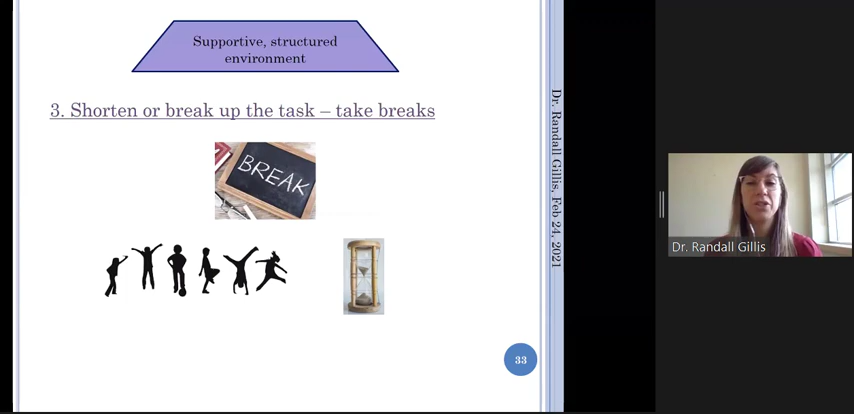 Supportive, structured
environment
3. Shorten or break up the task – take breaks
BREAK
Dr. Randall Gillis, Feb 24, 2021
33
Dr. Randall Gillis